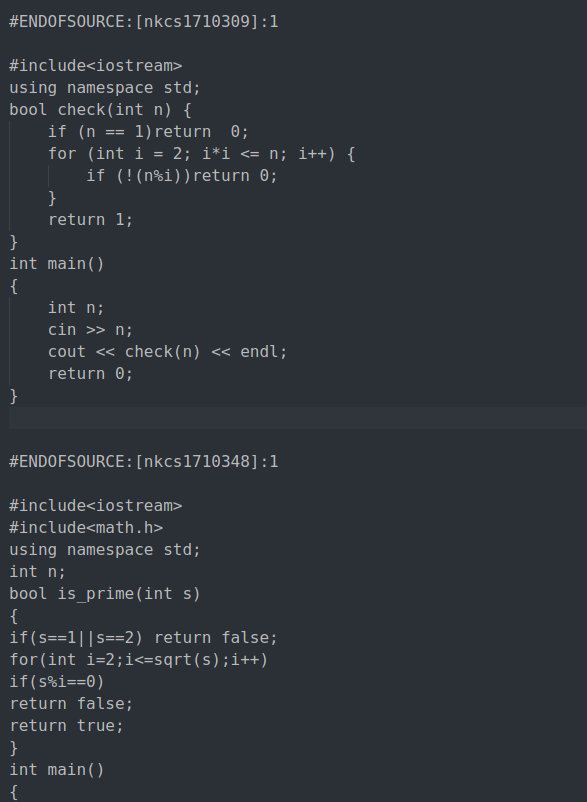 #ENDOFSOURCE:[nkcs1710309]:1
#include<iostream>
using namespace std;
bool check(int n) {
    if (n == 1)return  0;
    for (int i = 2; i*i <= n; i++) {
        if (!(n%i))return 0;
    }
    return 1;
}
int main()
{
    int n;
    cin >> n;
    cout << check(n) << endl;
    return 0;
}
#ENDOFSOURCE:[nkcs1710348]:1
#include<iostream>
#include<math.h>
using namespace std;
int n;
bool is_prime(int s)
{
if(s==1||s==2) return false;
for(int i=2;i<=sqrt(s);i++)
if(s%i==0)
return false;
return true;
}
int main()
{